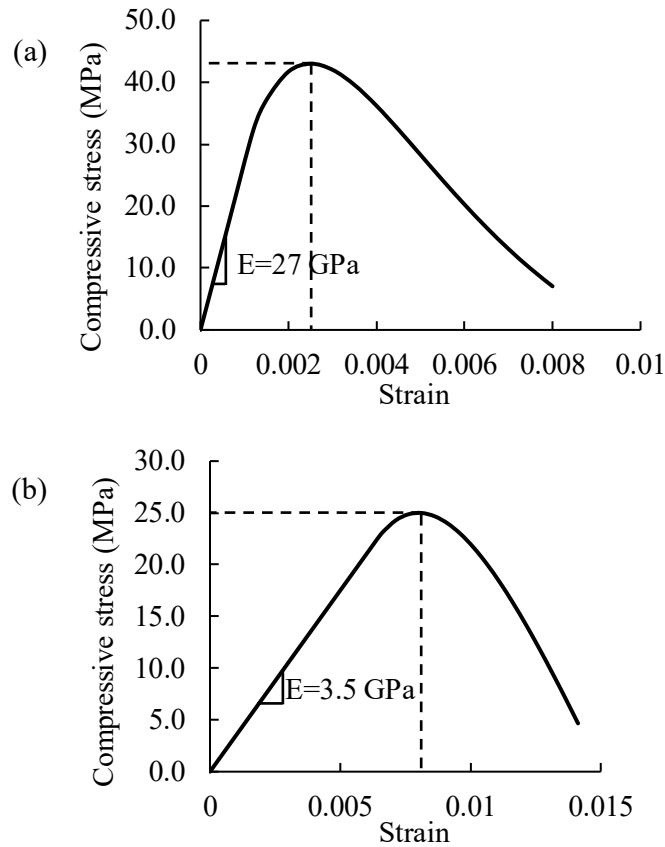 (a)
Compressive stress (MPa)
50.0
40.0
30.0
20.0
10.0
0.0
E=27 GPa
0 0.002 0.004 0.006 0.008 0.01
Strain
(b)
Compressive stress (MPa)
30.0
25.0
20.0
15.0
10.0
5.0
0.0
E=3.5 GPa
0 0.005 0.01 0.015
Strain